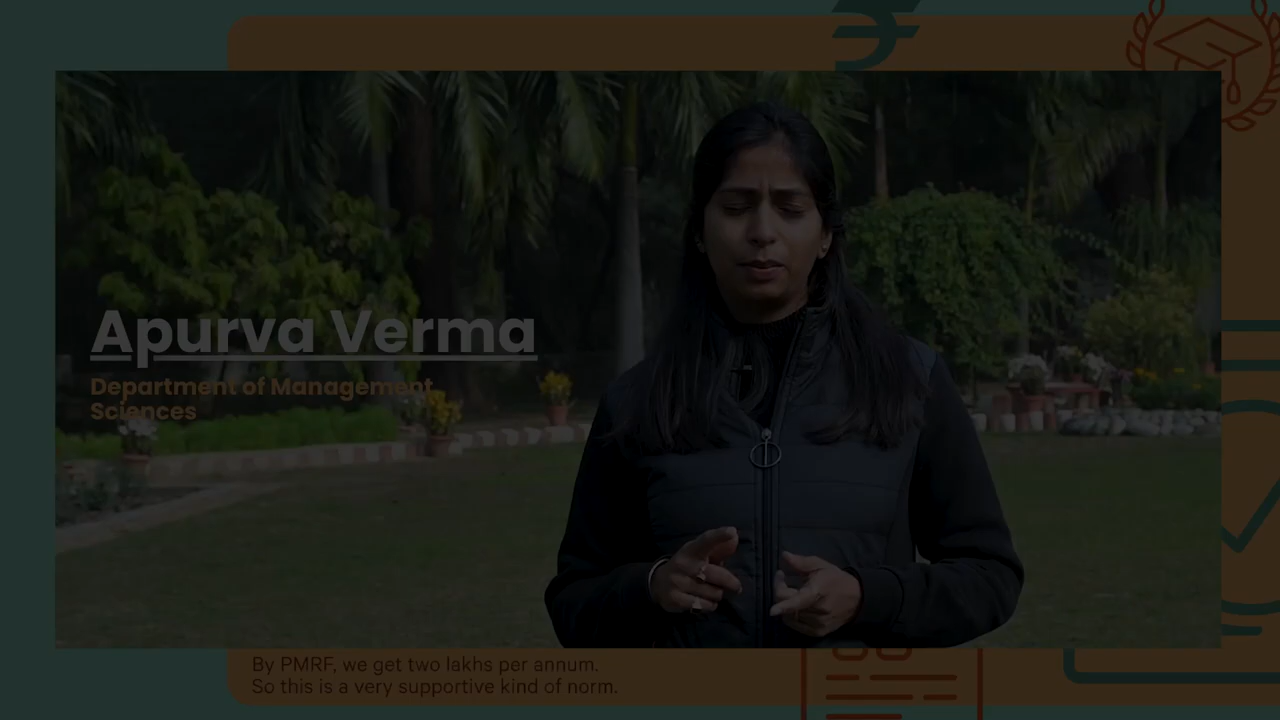 Apurva Verma
Department of Management
Sciences
By PMRF, we get two lakhs per annum.
So this is a very supportive kind of norm.